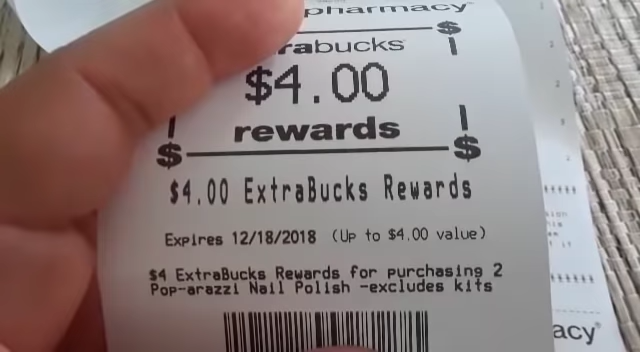 pharmacy
rabucks
$4.00
rewards
$4.00 ExtraBucks Rewards
Expires 12/18/2018 (Up to $4.00 value)
$4 ExtraBucks Rewards for purchasing 2
Pop-arazzi Nail Polish -excludes kits
acy